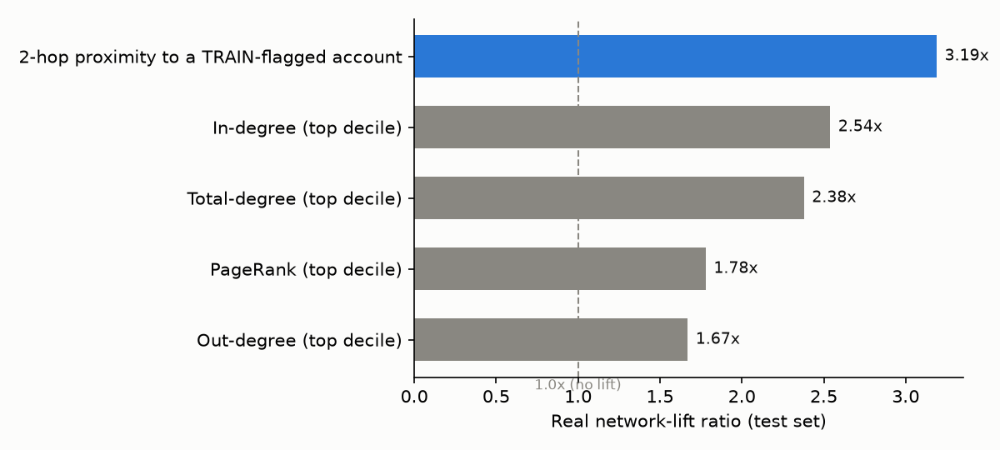 2-hop proximity to a TRAIN-flagged account
3.19x
In-degree (top decile)
2.54x
Total-degree (top decile)
2.38x
PageRank (top decile)
1.78x
Out-degree (top decile)
1.67x
1.0x (no lift)
0.0 0.5 1.0 1.5 2.0 2.5 3.0
Real network-lift ratio (test set)